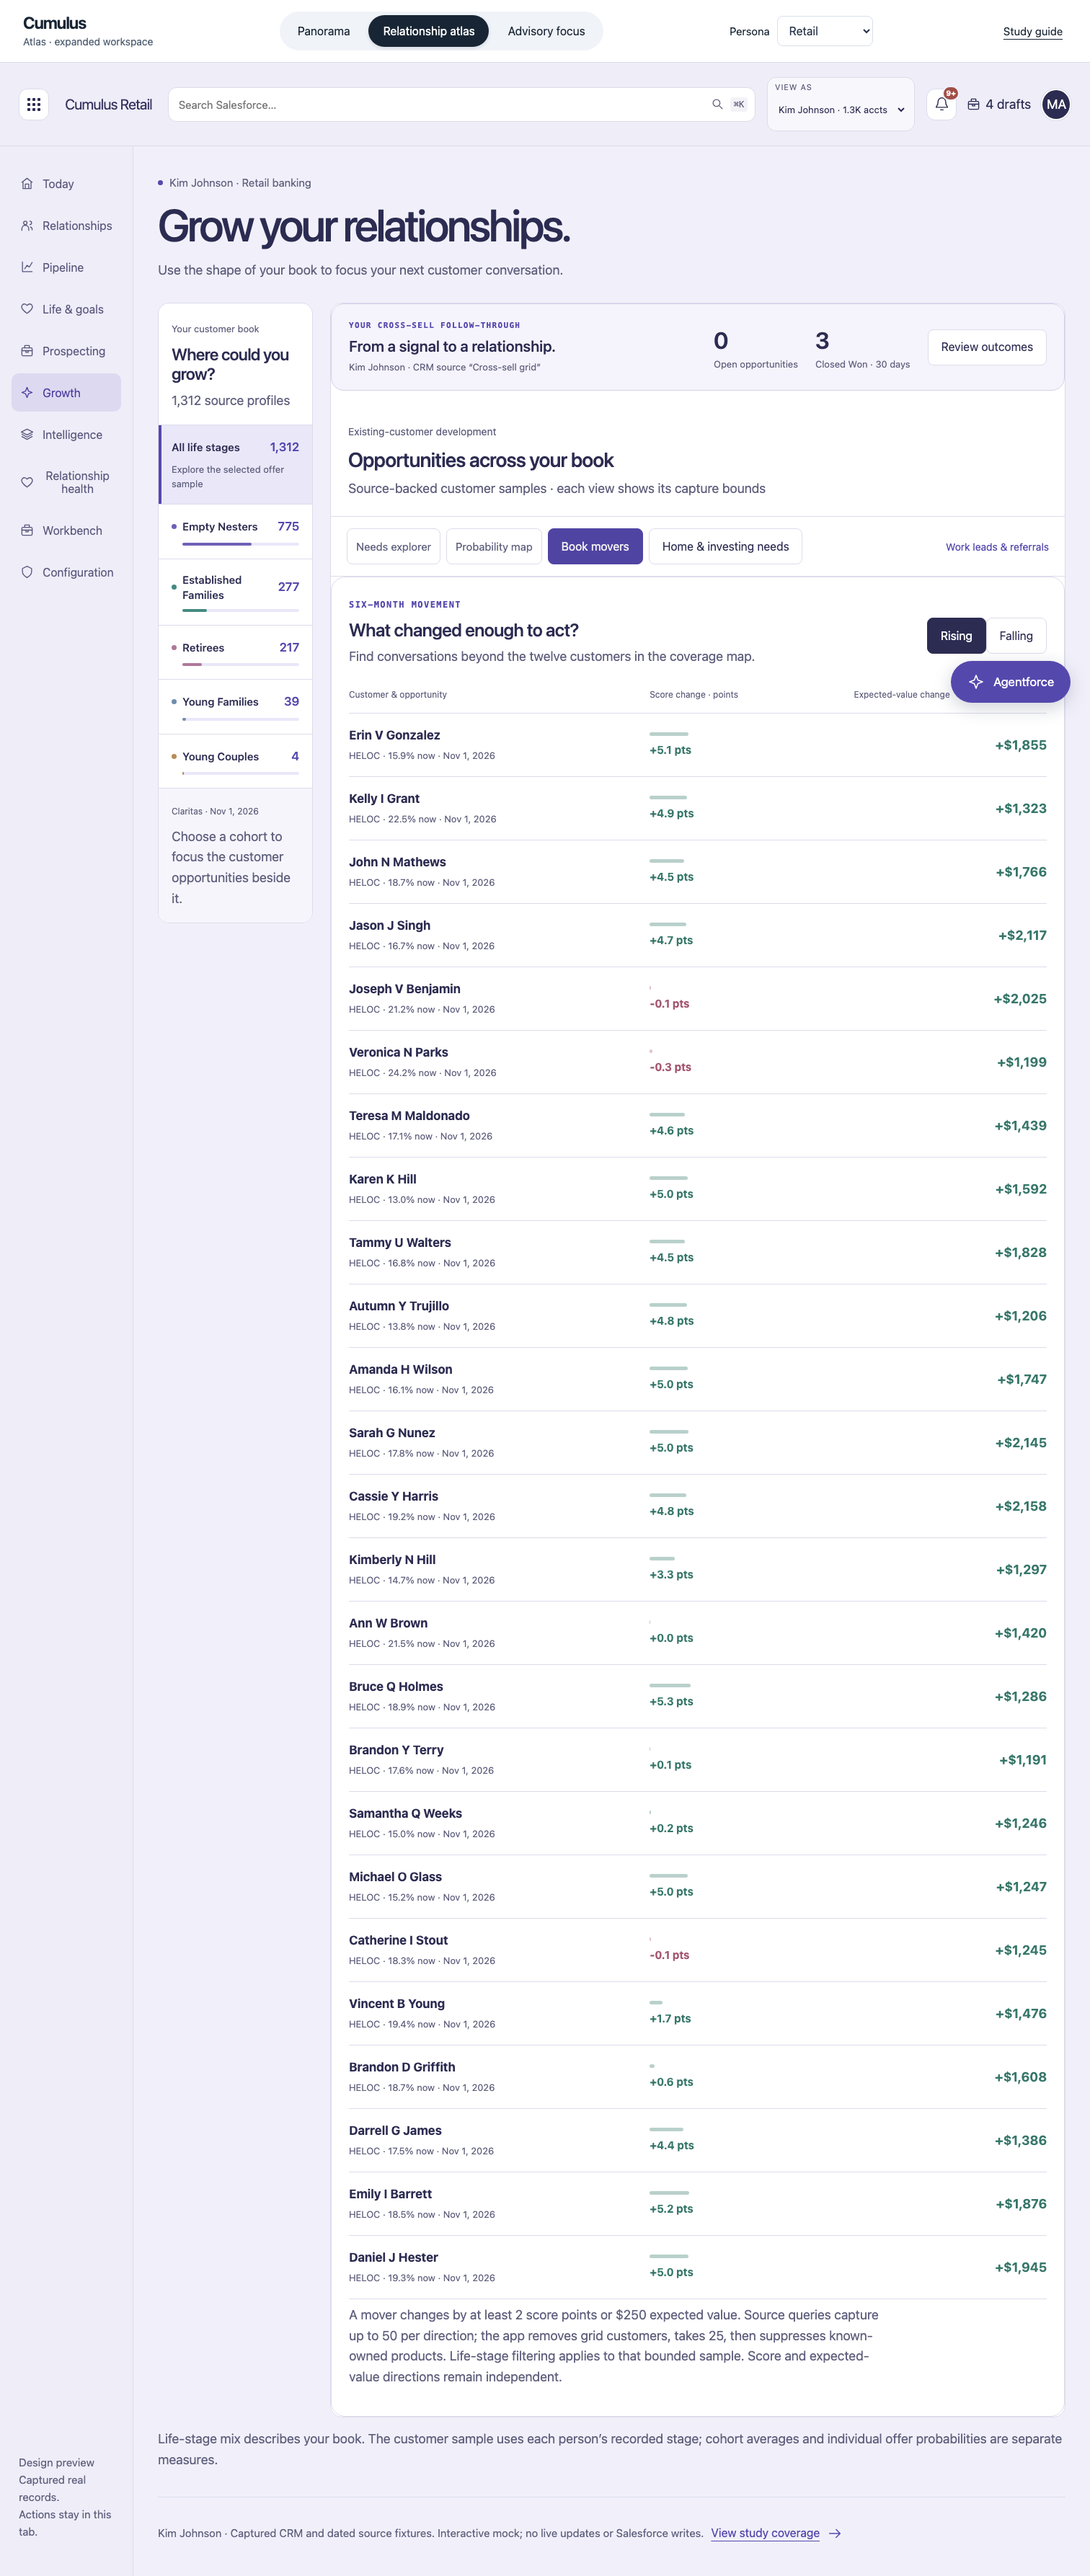 Cumulus
Atlas · expanded workspace
Panorama
Relationship atlas
Advisory focus
Persona
Retail
Study guide
Cumulus Retail
Search Salesforce...
⌘K
VIEW AS
Kim Johnson · 1.3K accts
9+
4 drafts
MA
Today
Relationships
Pipeline
Life & goals
Prospecting
Growth
Intelligence
Relationship
health
Workbench
Configuration
Kim Johnson · Retail banking
Grow your relationships.
Use the shape of your book to focus your next customer conversation.
Your customer book
Where could you
grow?
1,312 source profiles
All life stages 1,312
Explore the selected offer
sample
Empty Nesters 775
Established
Families 277
Retirees 217
Young Families 39
Young Couples 4
Claritas · Nov 1, 2026
Choose a cohort to
focus the customer
opportunities beside
it.
YOUR CROSS-SELL FOLLOW-THROUGH
From a signal to a relationship.
Kim Johnson · CRM source “Cross-sell grid”
0
Open opportunities
3
Closed Won · 30 days
Review outcomes
Existing-customer development
Opportunities across your book
Source-backed customer samples · each view shows its capture bounds
Needs explorer
Probability map
Book movers
Home & investing needs
Work leads & referrals
SIX-MONTH MOVEMENT
What changed enough to act?
Find conversations beyond the twelve customers in the coverage map.
Rising
Falling
Agentforce
Customer & opportunity
Score change · points
Expected-value change
Erin V Gonzalez
HELOC · 15.9% now · Nov 1, 2026
+5.1 pts
+$1,855
Kelly I Grant
HELOC · 22.5% now · Nov 1, 2026
+4.9 pts
+$1,323
John N Mathews
HELOC · 18.7% now · Nov 1, 2026
+4.5 pts
+$1,766
Jason J Singh
HELOC · 16.7% now · Nov 1, 2026
+4.7 pts
+$2,117
Joseph V Benjamin
HELOC · 21.2% now · Nov 1, 2026
-0.1 pts
+$2,025
Veronica N Parks
HELOC · 24.2% now · Nov 1, 2026
-0.3 pts
+$1,199
Teresa M Maldonado
HELOC · 17.1% now · Nov 1, 2026
+4.6 pts
+$1,439
Karen K Hill
HELOC · 13.0% now · Nov 1, 2026
+5.0 pts
+$1,592
Tammy U Walters
HELOC · 16.8% now · Nov 1, 2026
+4.5 pts
+$1,828
Autumn Y Trujillo
HELOC · 13.8% now · Nov 1, 2026
+4.8 pts
+$1,206
Amanda H Wilson
HELOC · 16.1% now · Nov 1, 2026
+5.0 pts
+$1,747
Sarah G Nunez
HELOC · 17.8% now · Nov 1, 2026
+5.0 pts
+$2,145
Cassie Y Harris
HELOC · 19.2% now · Nov 1, 2026
+4.8 pts
+$2,158
Kimberly N Hill
HELOC · 14.7% now · Nov 1, 2026
+3.3 pts
+$1,297
Ann W Brown
HELOC · 21.5% now · Nov 1, 2026
+0.0 pts
+$1,420
Bruce Q Holmes
HELOC · 18.9% now · Nov 1, 2026
+5.3 pts
+$1,286
Brandon Y Terry
HELOC · 17.6% now · Nov 1, 2026
+0.1 pts
+$1,191
Samantha Q Weeks
HELOC · 15.0% now · Nov 1, 2026
+0.2 pts
+$1,246
Michael O Glass
HELOC · 15.2% now · Nov 1, 2026
+5.0 pts
+$1,247
Catherine I Stout
HELOC · 18.3% now · Nov 1, 2026
-0.1 pts
+$1,245
Vincent B Young
HELOC · 19.4% now · Nov 1, 2026
+1.7 pts
+$1,476
Brandon D Griffith
HELOC · 18.7% now · Nov 1, 2026
+0.6 pts
+$1,608
Darrell G James
HELOC · 17.5% now · Nov 1, 2026
+4.4 pts
+$1,386
Emily I Barrett
HELOC · 18.5% now · Nov 1, 2026
+5.2 pts
+$1,876
Daniel J Hester
HELOC · 19.3% now · Nov 1, 2026
+5.0 pts
+$1,945
A mover changes by at least 2 score points or $250 expected value. Source queries capture
up to 50 per direction; the app removes grid customers, takes 25, then suppresses known-
owned products. Life-stage filtering applies to that bounded sample. Score and expected-
value directions remain independent.
Life-stage mix describes your book. The customer sample uses each person’s recorded stage; cohort averages and individual offer probabilities are separate
measures.
Design preview
Captured real
records.
Actions stay in this
tab.
Kim Johnson · Captured CRM and dated source fixtures. Interactive mock; no live updates or Salesforce writes. View study coverage →